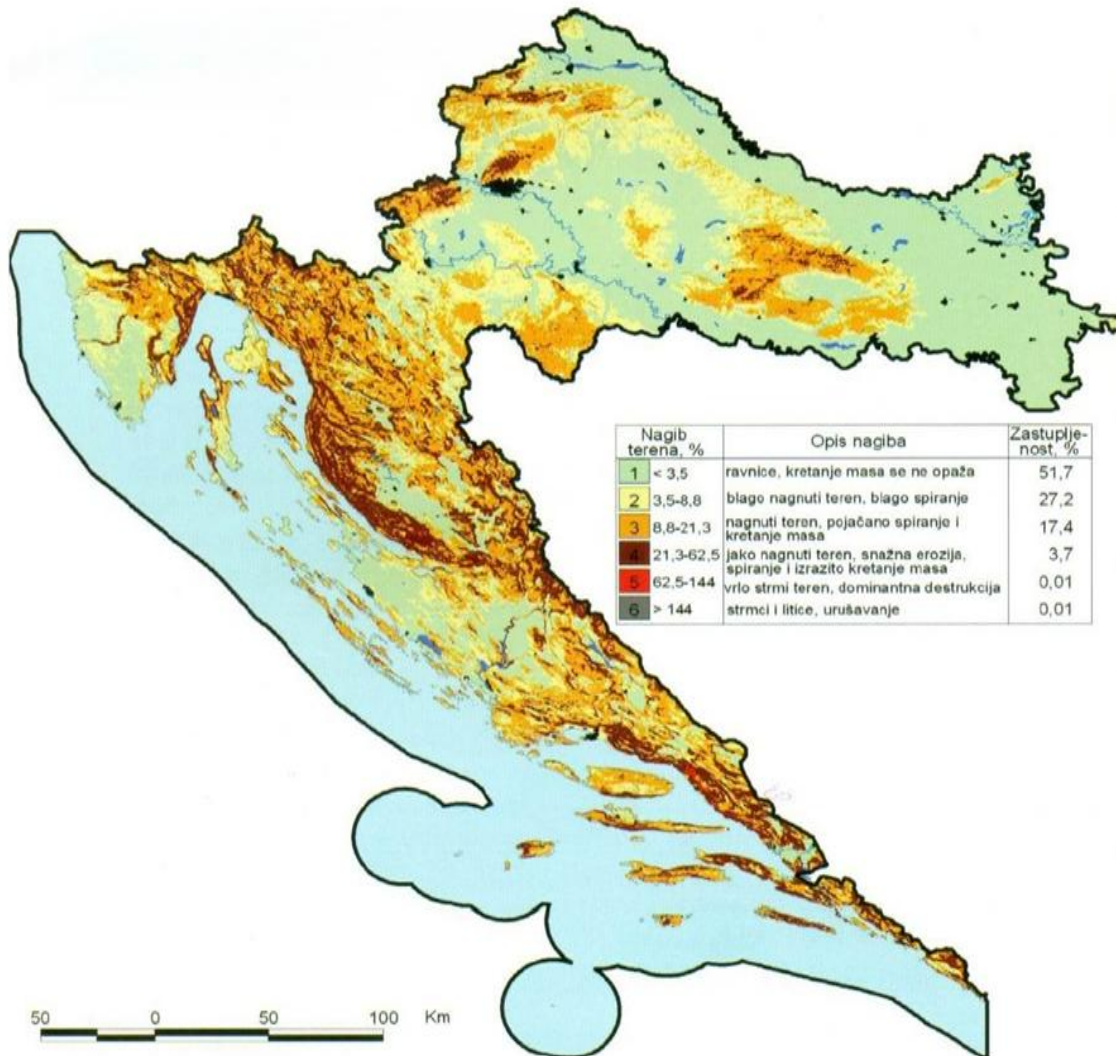 Nagib terena, % Opis nagiba Zastuplje-nost, %
1 < 3,5 ravnice, kretanje masa se ne opaža 51,7
2 3,5-8,8 blago nagnuti teren, blago spiranje 27,2
3 8,8-21,3 nagnuti teren, pojačano spiranje i
kretanje masa 17,4
4 21,3-62,5 jako nagnuti teren, snažna erozija,
spiranje i izrazito kretanje masa 3,7
5 62,5-144 vrlo strmi teren, dominantna destrukcija 0,01
6 > 144 strmci i litice, urušavanje 0,01
50 0 50 100 Km